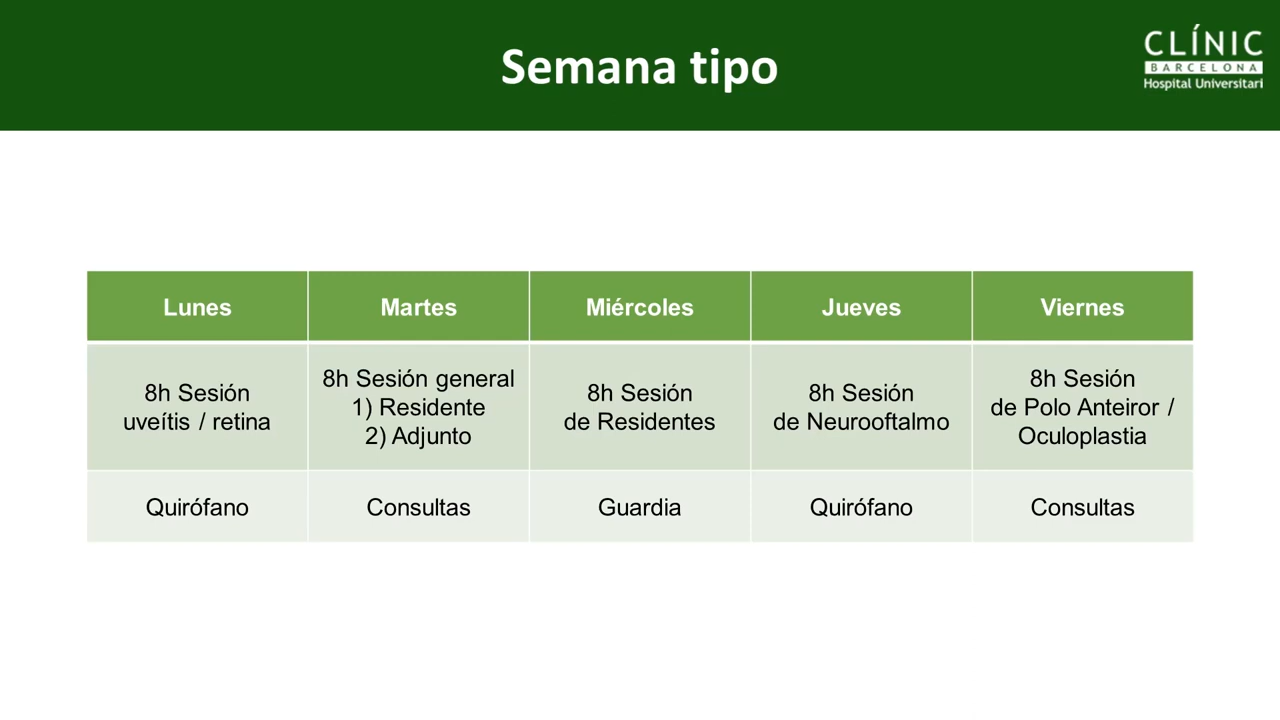 Semana tipo
CLÍNIC
BARCELONA
Hospital Universitari
Lunes
Martes
Miércoles
Jueves
Viernes
8h Sesión
uveítis / retina
8h Sesión general
1) Residente
2) Adjunto
8h Sesión
de Residentes
8h Sesión
de Neurooftalmo
8h Sesión
de Polo Anteiror /
Oculoplastia
Quirófano
Consultas
Guardia
Quirófano
Consultas